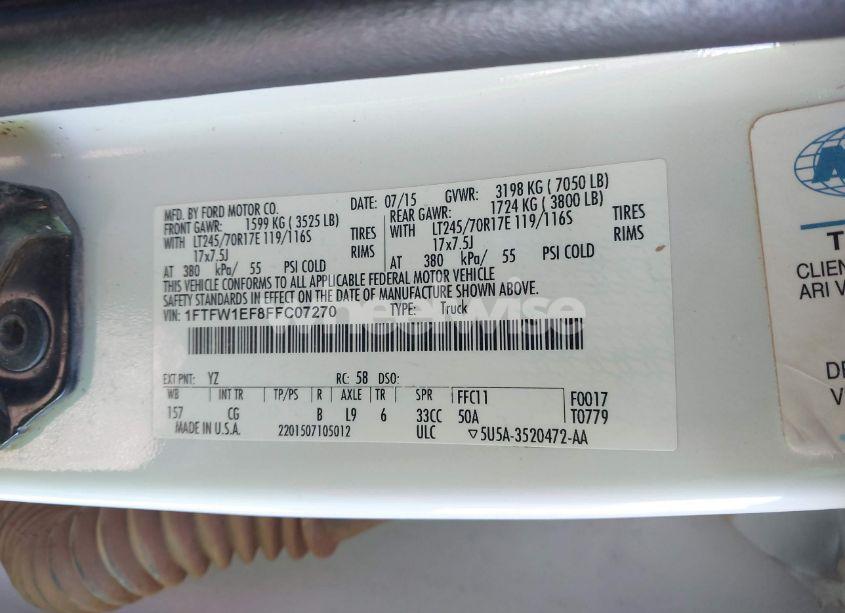 MFD. BY FORD MOTOR CO.
DATE: 07/15 GVWR: 3198 KG ( 7050 LB)
FRONT GAWR: 1599 KG ( 3525 LB) REAR GAWR: 1724 KG ( 3800 LB)
WITH LT245/70R17E 119/116S TIRES WITH LT245/70R17E 119/116S TIRES
17x7.5J RIMS 17x7.5J RIMS
AT 380 kPa/ 55 PSI COLD AT 380 kPa/ 55 PSI COLD
THIS VEHICLE CONFORMS TO ALL APPLICABLE FEDERAL MOTOR VEHICLE
SAFETY STANDARDS IN EFFECT ON THE DATE OF MANUFACTURE SHOWN ABOVE.
VIN: 1FTFW1EF8FFC07270 TYPE: Truck
EXT PNT: YZ RC: 58 DSO:
WB INT TR TP/PS R AXLE TR SPR FFC11 F0017
157 CG B L9 6 33CC 50A T0779
MADE IN U.S.A. 2201507105012 ULC ▽5U5A-3520472-AA
Wheelwise
CLIEN
ARI V